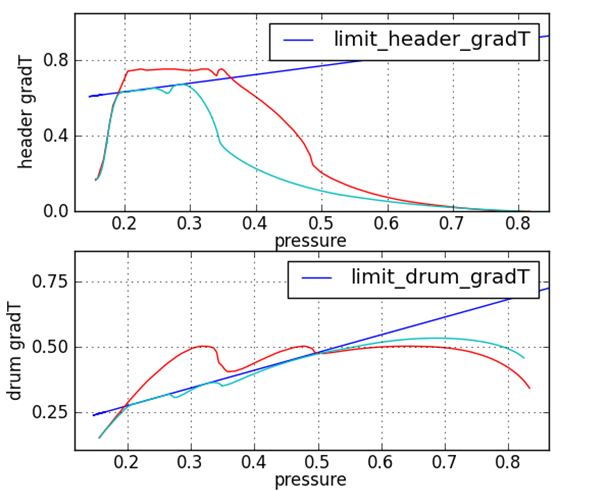 limit_header_gradT
header gradT
0.8
0.4
0.0
0.2 0.3 0.4 0.5 0.6 0.7 0.8
pressure
limit_drum_gradT
drum gradT
0.75
0.50
0.25
0.2 0.3 0.4 0.5 0.6 0.7 0.8
pressure